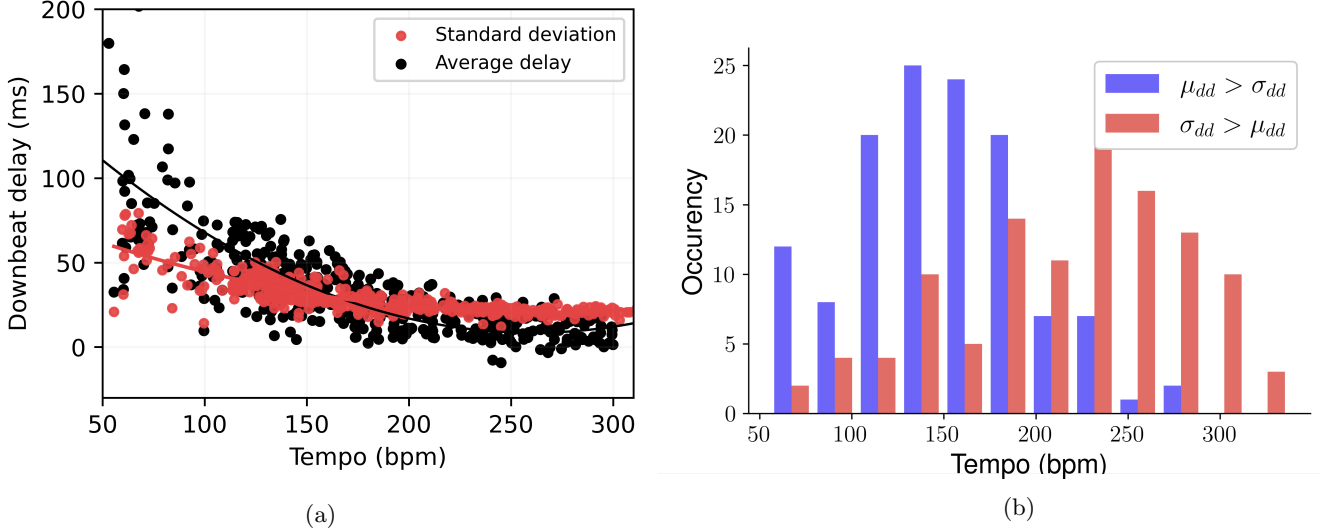 Downbeat delay (ms)
200
150
100
50
0
Standard deviation
Average delay
50 100 150 200 250 300
Tempo (bpm)
(a)
Occurency
25
20
15
10
5
0
μdd > σdd
σdd > μdd
50 100 150 200 250 300
Tempo (bpm)
(b)